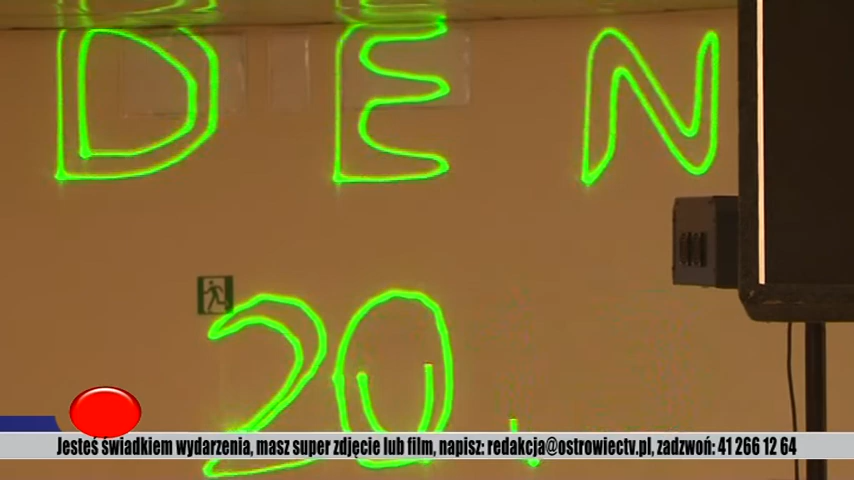 DEN
20
Jesteś świadkiem wydarzenia, masz super zdjęcie lub film, napisz: redakcja@ostrowiectv.pl, zadzwoń: 41 266 12 64